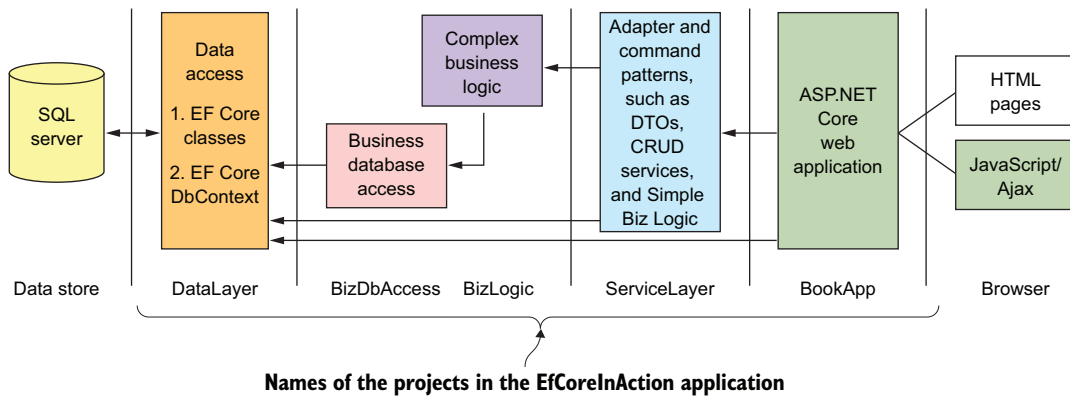 SQL
server
Data
access
1. EF Core
classes
2. EF Core
DbContext
Business
database
access
Complex
business
logic
Adapter and
command
patterns,
such as
DTOs,
CRUD
services,
and Simple
Biz Logic
ASP.NET
Core
web
application
HTML
pages
JavaScript/
Ajax
Data store
DataLayer
BizDbAccess
BizLogic
ServiceLayer
BookApp
Browser
Names of the projects in the EfCoreInAction application